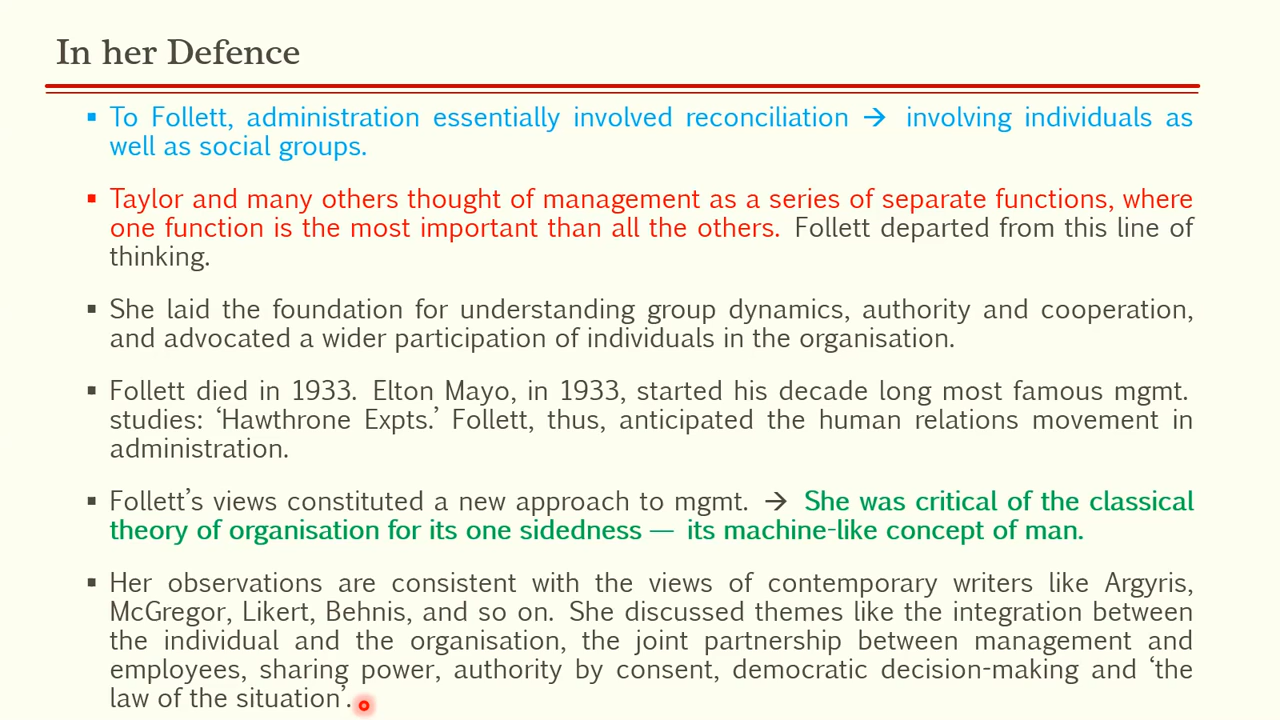 In her Defence
▪ To Follett, administration essentially involved reconciliation → involving individuals as
well as social groups.
▪ Taylor and many others thought of management as a series of separate functions, where
one function is the most important than all the others. Follett departed from this line of
thinking.
▪ She laid the foundation for understanding group dynamics, authority and cooperation,
and advocated a wider participation of individuals in the organisation.
▪ Follett died in 1933. Elton Mayo, in 1933, started his decade long most famous mgmt.
studies: ‘Hawthrone Expts.’ Follett, thus, anticipated the human relations movement in
administration.
▪ Follett’s views constituted a new approach to mgmt. → She was critical of the classical
theory of organisation for its one sidedness — its machine-like concept of man.
▪ Her observations are consistent with the views of contemporary writers like Argyris,
McGregor, Likert, Behnis, and so on. She discussed themes like the integration between
the individual and the organisation, the joint partnership between management and
employees, sharing power, authority by consent, democratic decision-making and ‘the
law of the situation’.